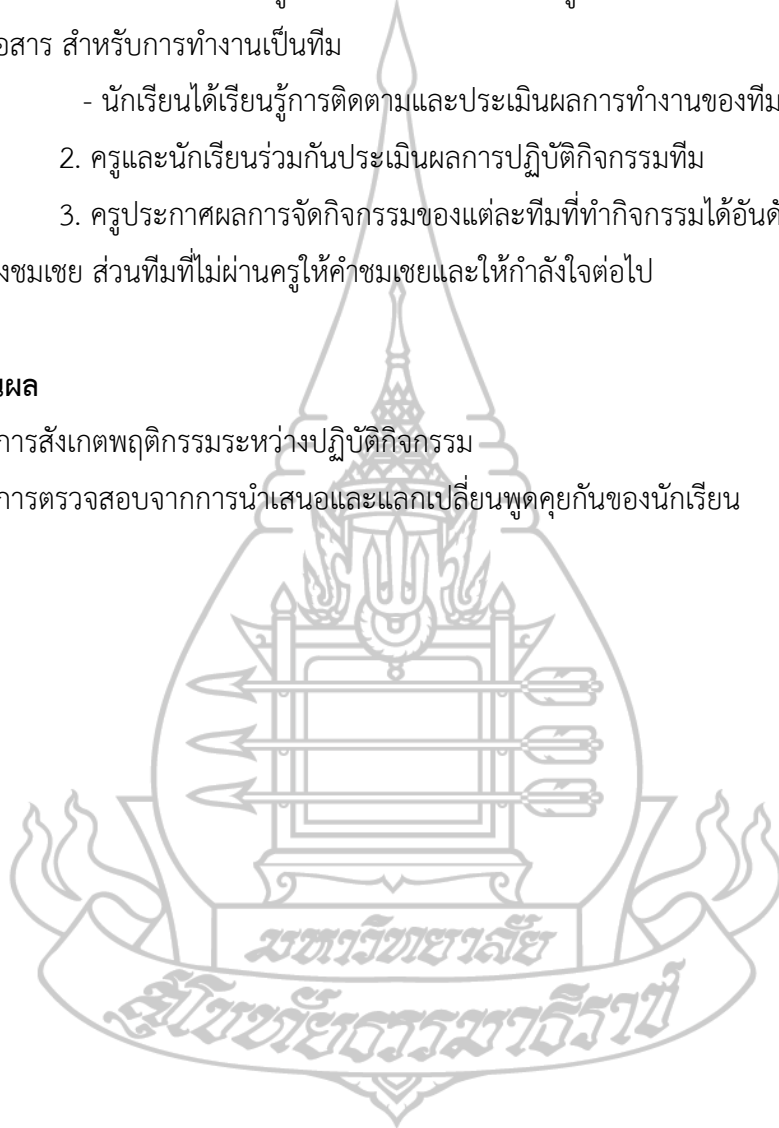 อสาร สำหรับการทำงานเป็นทีม
- นักเรียนได้เรียนรู้การติดตามและประเมินผลการทำงานของทีม
2. ครูและนักเรียนร่วมกันประเมินผลการปฏิบัติกิจกรรมทีม
3. ครูประกาศผลการจัดกิจกรรมของแต่ละทีมที่ทำกิจกรรมได้อันดั
งชมเชย ส่วนทีมที่ไม่ผ่านครูให้คำชมเชยและให้กำลังใจต่อไป
นผล
การสังเกตพฤติกรรมระหว่างปฏิบัติกิจกรรม
การตรวจสอบจากการนำเสนอและแลกเปลี่ยนพูดคุยกันของนักเรียน
มหาวิทยาลัย
สุโขทัยธรรมาธิราช